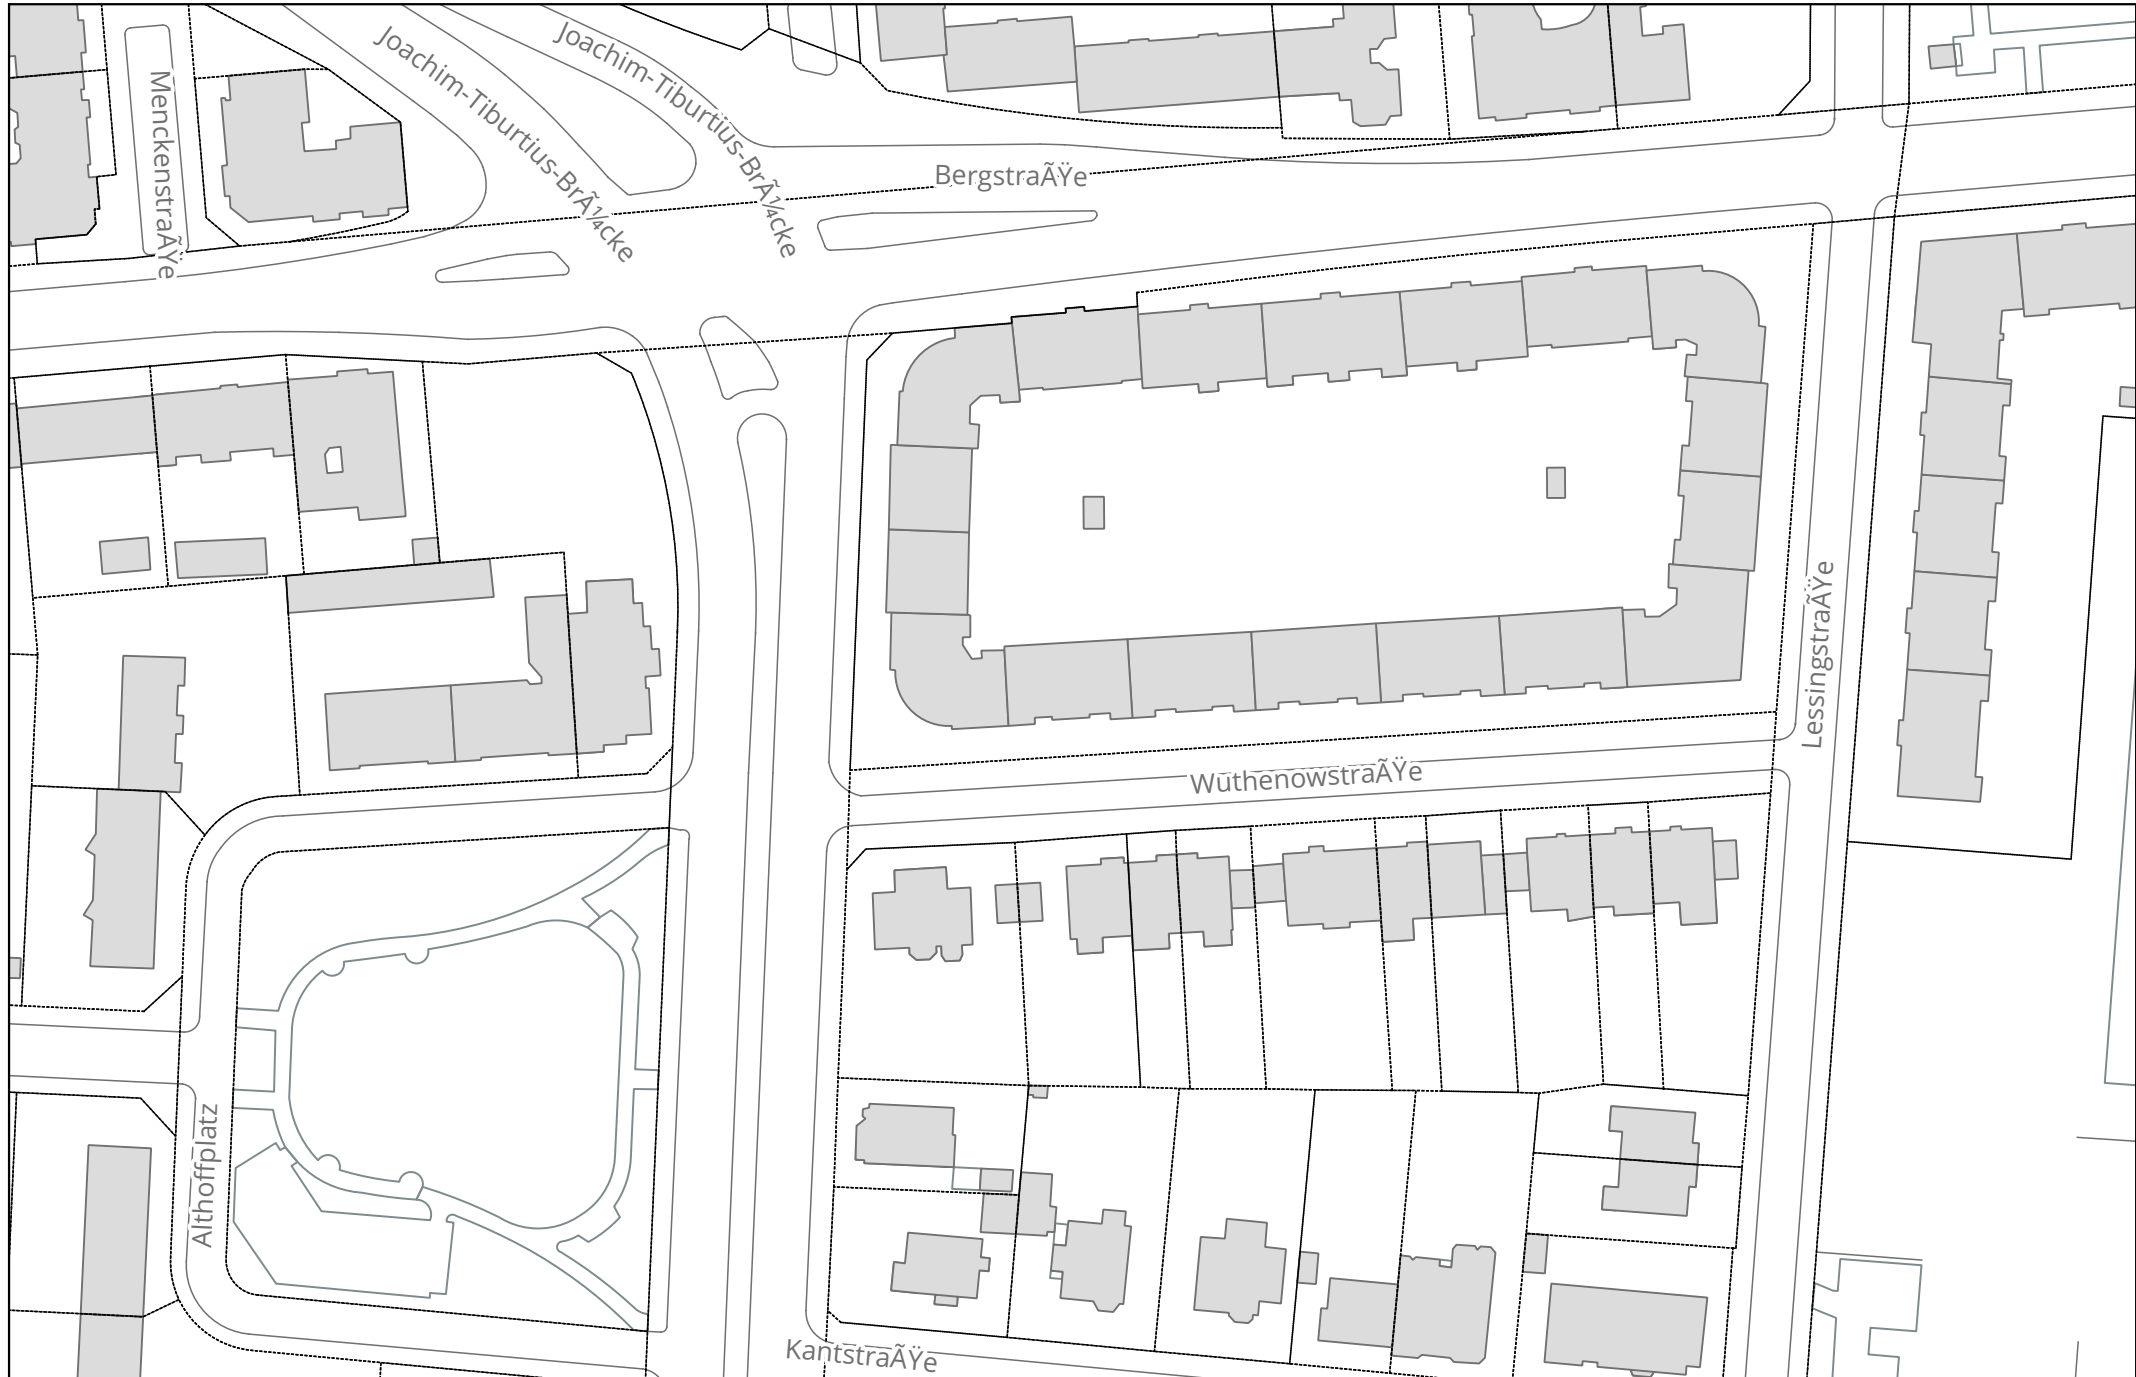 Joachim-Tiburtius-BrÃ¼cke
Joachim-Tiburtius-BrÃ¼cke
MenckenstraÃŸe
BergstraÃŸe
LessingstraÃŸe
WuthenowstraÃŸe
Althoffplatz
KantstraÃŸe